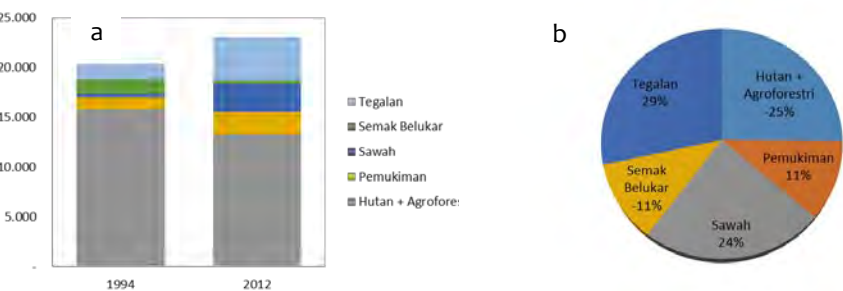 25.000
20.000
15.000
10.000
5.000
-
1994
2012
a
Tegalan
Semak Belukar
Sawah
Pemukiman
Hutan + Agrofore
b
Tegalan
29%
Hutan +
Agroforestri
-25%
Pemukiman
11%
Semak
Belukar
-11%
Sawah
24%